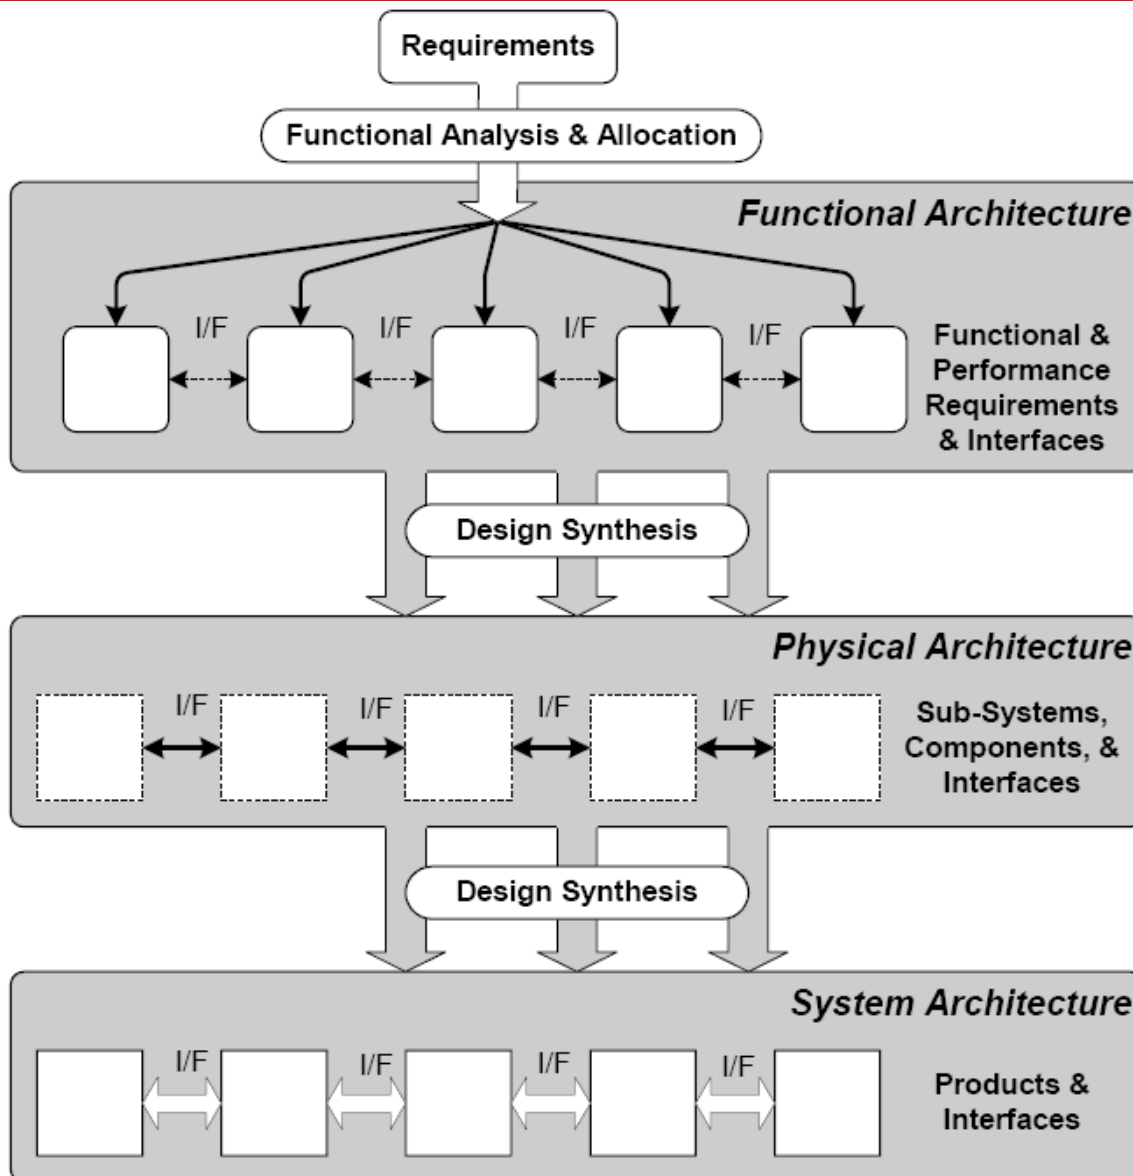 Requirements
Functional Analysis & Allocation
Functional Architecture
I/F
I/F
I/F
I/F
Functional &
Performance
Requirements
& Interfaces
Design Synthesis
Physical Architecture
I/F
I/F
I/F
I/F
Sub-Systems,
Components, &
Interfaces
Design Synthesis
System Architecture
I/F
I/F
I/F
I/F
Products &
Interfaces